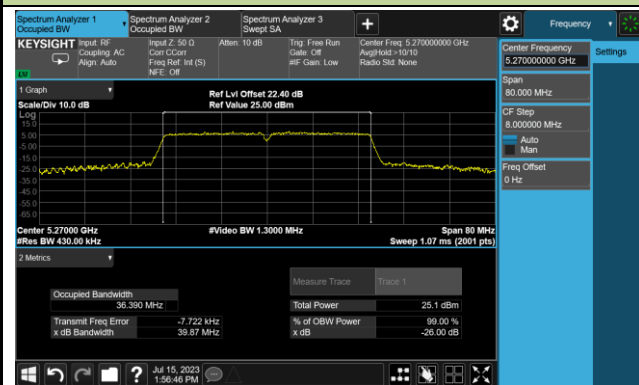 Spectrum Analyzer 1
Occupied BW
Spectrum Analyzer 2
Occupied BW
Spectrum Analyzer 3
Swept SA
+
Frequency
KEYSIGHT
Input: RF
Coupling: AC
Align: Auto
Input Z: 50 Ω
Corr CCorr
Freq Ref: Int (S)
NFE: Off
Atten: 10 dB
Trig: Free Run
Gate: Off
#IF Gain: Low
Center Freq: 5.270000000 GHz
Avg|Hold:>10/10
Radio Std: None
Center Frequency
5.270000000 GHz
Settings
Span
80.000 MHz
CF Step
8.000000 MHz
Auto
Man
Freq Offset
0 Hz
1 Graph
Scale/Div 10.0 dB
Ref Lvl Offset 22.40 dB
Ref Value 25.00 dBm
Log
15.0
5.00
-5.00
-15.0
-25.0
-35.0
-45.0
-55.0
-65.0
Center 5.27000 GHz
#Res BW 430.00 kHz
#Video BW 1.3000 MHz
Span 80 MHz
Sweep 1.07 ms (2001 pts)
2 Metrics
Measure Trace
Trace 1
Occupied Bandwidth
36.390 MHz
Total Power
25.1 dBm
Transmit Freq Error
-7.722 kHz
% of OBW Power
99.00 %
x dB Bandwidth
39.87 MHz
x dB
-26.00 dB
?
Jul 15, 2023
1:56:46 PM